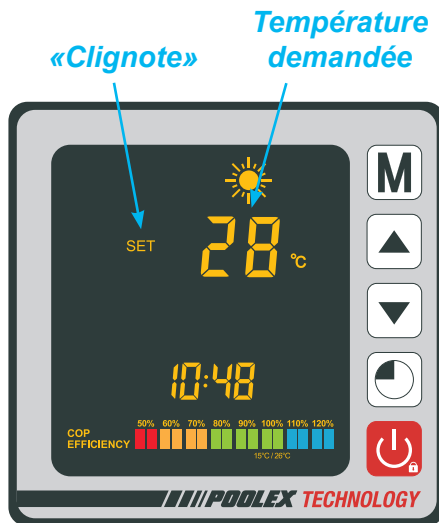 Température
«Clignote» demandée
M
28 °C
SET
10:48
50% 60% 70% 80% 90% 100% 110% 120%
COP
EFFICIENCY
15°C / 26°C
POOLEX TECHNOLOGY